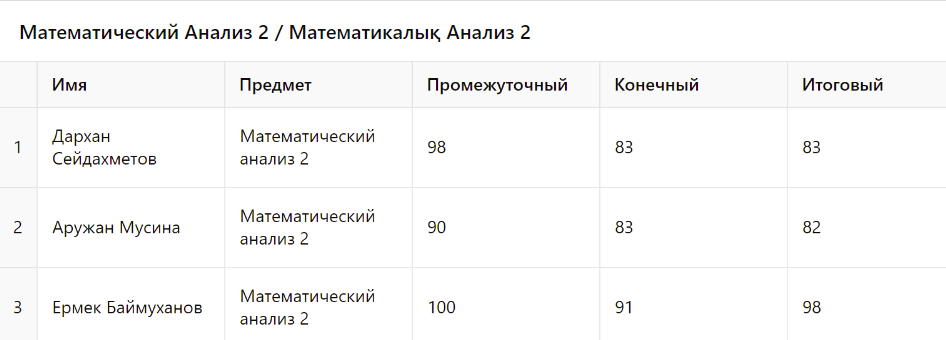 Математический Анализ 2 / Математикалық Анализ 2
Имя Предмет Промежуточный Конечный Итоговый
1 Дархан Сейдахметов Математический анализ 2 98 83 83
2 Аружан Мусина Математический анализ 2 90 83 82
3 Ермек Баймуханов Математический анализ 2 100 91 98